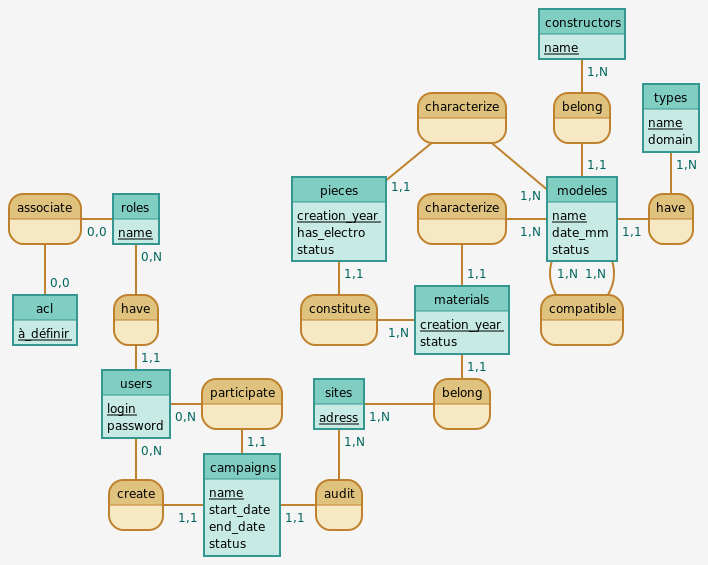 constructors
name
1,N
characterize
belong
types
name
domain
1,1
1,N
pieces
creation_year
has_electro
status
1,1
1,N
modeles
name
date_mm
status
associate
roles
name
0,0
characterize
1,N
1,1
have
0,N
1,1
1,1
1,N
1,N
0,0
acl
à_définir
have
constitute
materials
creation_year
status
1,N
compatible
1,1
1,1
users
login
password
participate
0,N
sites
adress
1,N
belong
0,N
1,1
1,N
campaigns
name
start_date
end_date
status
create
1,1
1,1
audit